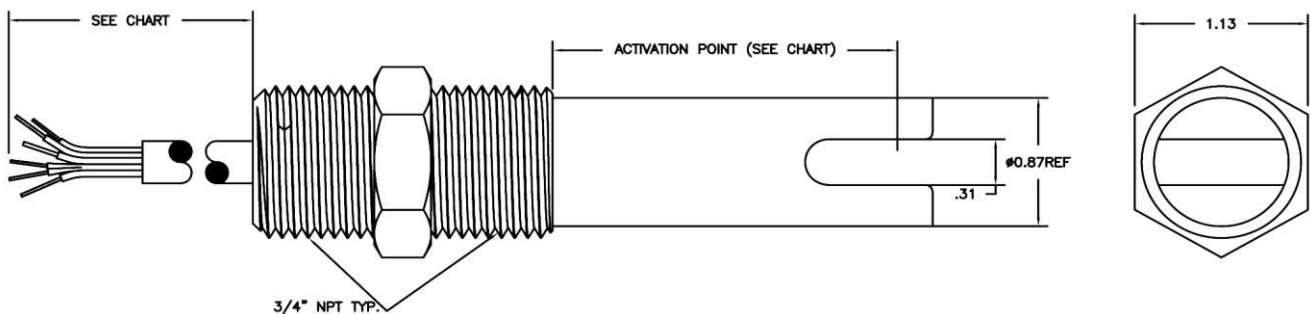 SEE CHART
ACTIVATION POINT (SEE CHART)
1.13
ø0.87REF
.31
3/4" NPT TYP.